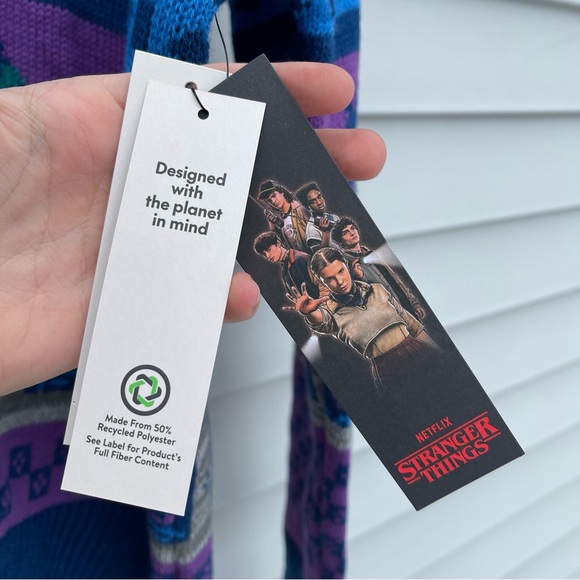 Designed
with
the planet
in mind
Made From 50%
Recycled Polyester
See Label for Product's
Full Fiber Content
NETFLIX
STRANGER
THINGS